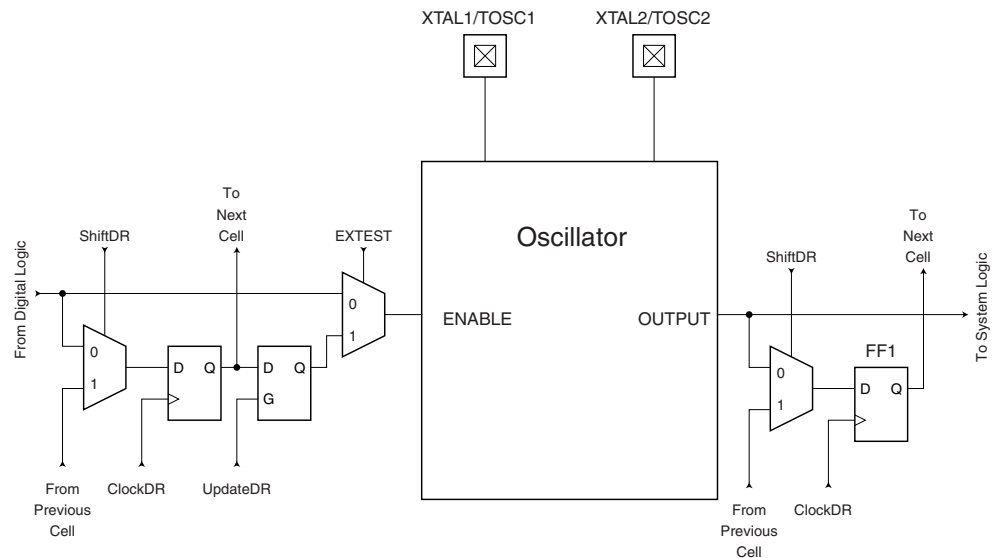 XTAL1/TOSC1
XTAL2/TOSC2
To
Next
Cell
ShiftDR
EXTEST
From Digital Logic
0
1
D Q
D Q
G
0
1
From
Previous
Cell
ClockDR
UpdateDR
Oscillator
ENABLE
OUTPUT
To
Next
Cell
ShiftDR
To System Logic
FF1
0
1
D Q
From
Previous
Cell
ClockDR